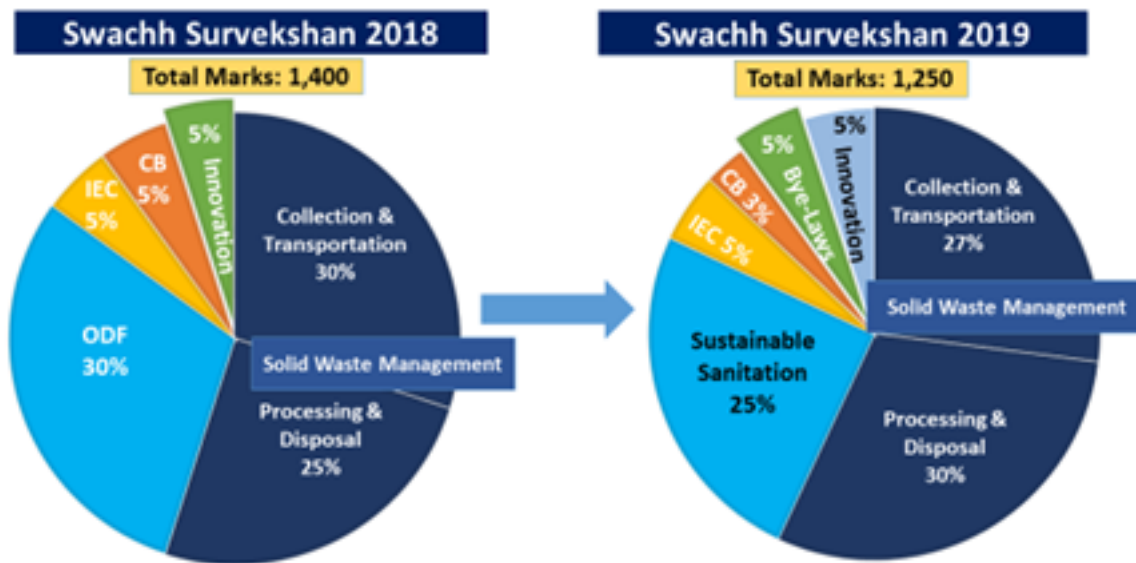 Swachh Survekshan 2018
Total Marks: 1,400
5%
Innovation
CB
5%
IEC
5%
Collection &
Transportation
30%
ODF
30%
Solid Waste Management
Processing &
Disposal
25%
Swachh Survekshan 2019
Total Marks: 1,250
5%
Innovation
5%
Bye-Laws
CB 3%
IEC 5%
Collection &
Transportation
27%
Solid Waste Management
Sustainable
Sanitation
25%
Processing &
Disposal
30%